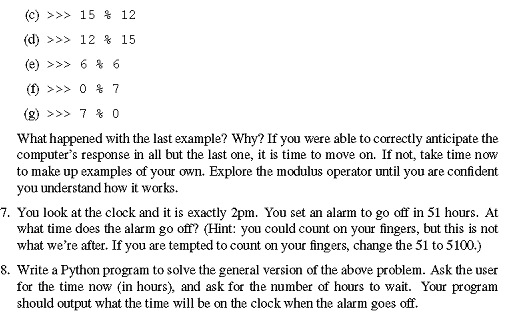 (c) >>> 15 % 12
(d) >>> 12 % 15
(e) >>> 6 % 6
(f) >>> 0 % 7
(g) >>> 7 % 0
What happened with the last example? Why? If you were able to correctly anticipate the
computer's response in all but the last one, it is time to move on. If not, take time now
to make up examples of your own. Explore the modulus operator until you are confident
you understand how it works.
7. You look at the clock and it is exactly 2pm. You set an alarm to go off in 51 hours. At
what time does the alarm go off? (Hint: you could count on your fingers, but this is not
what we're after. If you are tempted to count on your fingers, change the 51 to 5100.)
8. Write a Python program to solve the general version of the above problem. Ask the user
for the time now (in hours), and ask for the number of hours to wait. Your program
should output what the time will be on the clock when the alarm goes off.